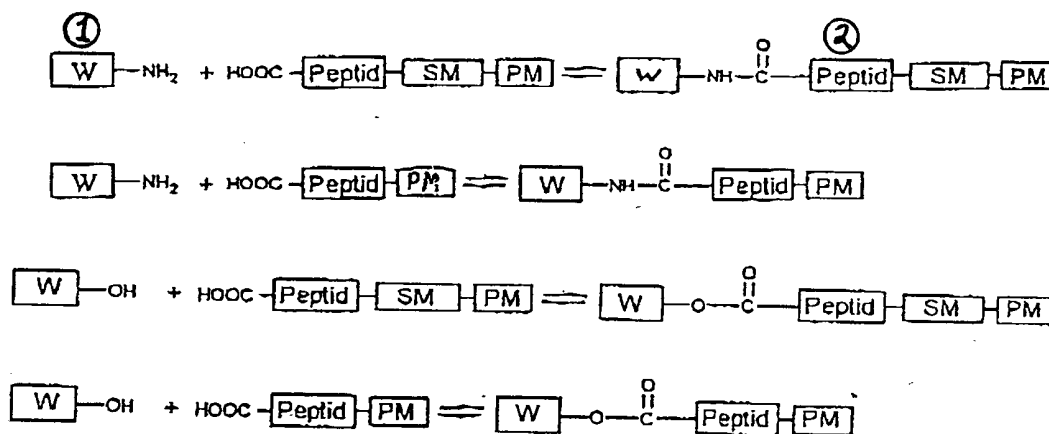 ① ②
W -NH₂ + HOOC- Peptid SM PM = W -NH-C- Peptid SM PM
O
W -NH₂ + HOOC- Peptid PM = W -NH-C- Peptid PM
O
W -OH + HOOC- Peptid SM PM = W -O-C- Peptid SM PM
O
W -OH + HOOC- Peptid PM = W -O-C- Peptid PM
O